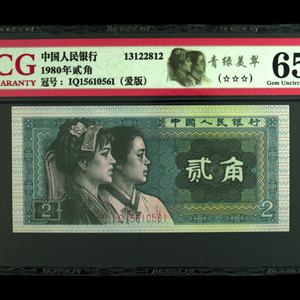 CG
ARANTY
中国人民银行
1980年贰角
冠号：IQ15610561（爱版）
13122812
青绿美翠
(☆☆☆)
65
Gem Uncirc
中国人民银行
贰角
IQ15610561
2
2